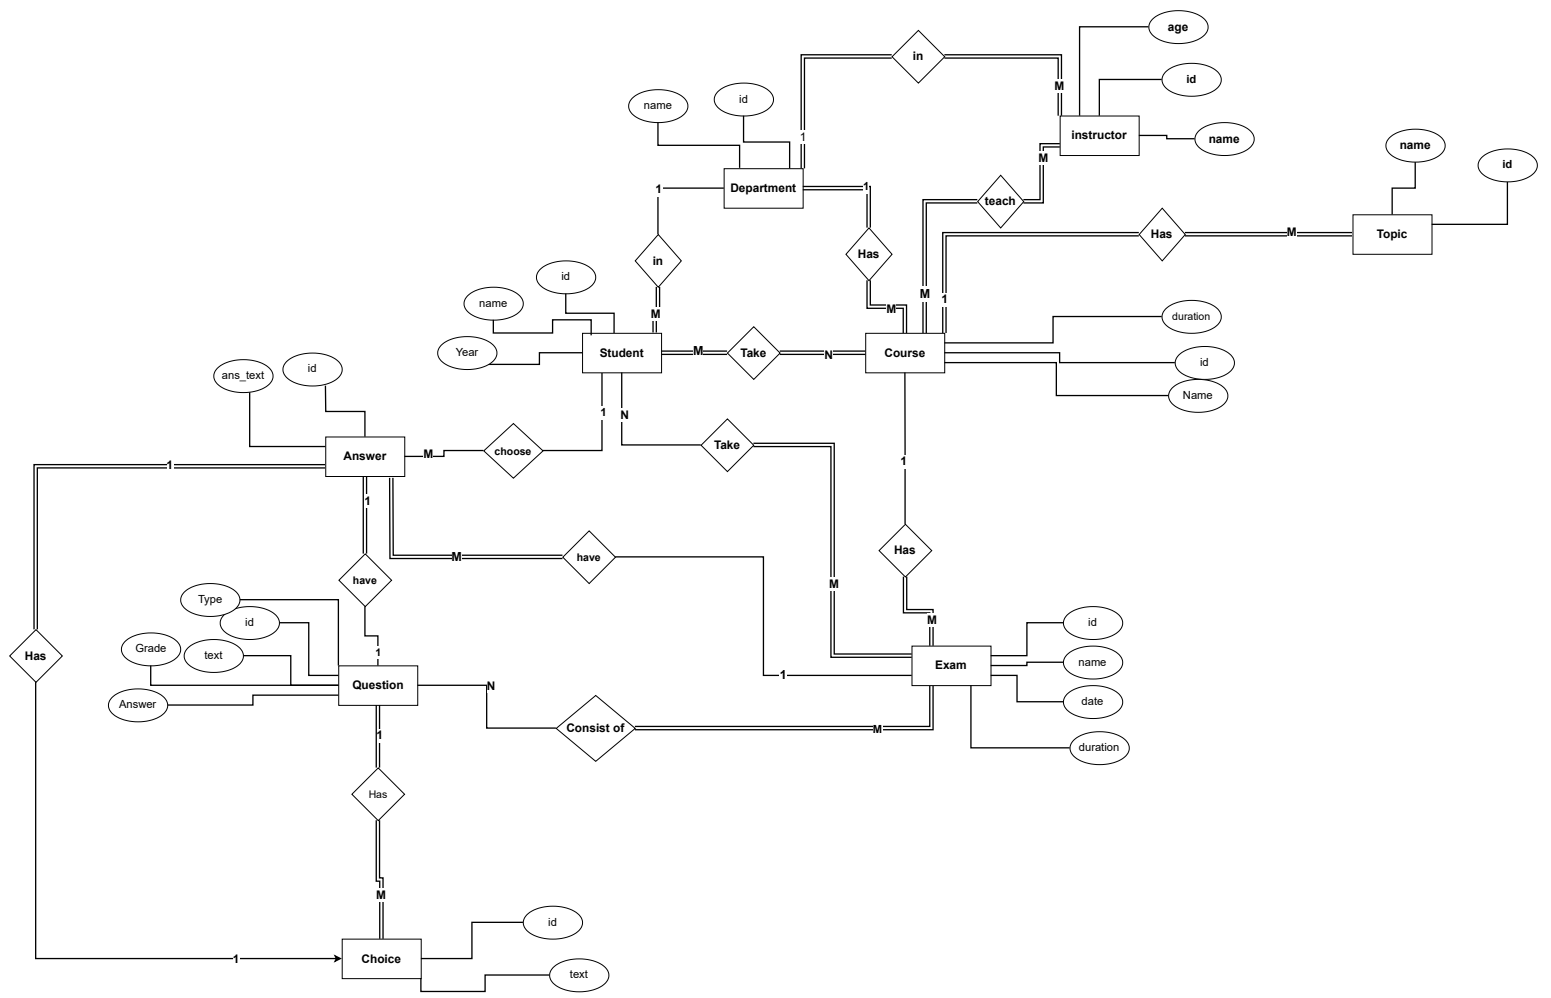 age
in
id
M
name
id
1
instructor
name
name
id
M
Department
1
1
teach
Has
M
Topic
Has
in
id
name
M
M
1
M
duration
Year
Student
M
Take
N
Course
id
Name
ans_text
id
1
N
Take
Answer
M
choose
1
1
1
Has
M
have
have
M
Type
id
Grade
text
Answer
Has
1
Question
N
1
M
Exam
id
name
date
duration
Consist of
M
1
Has
M
1
Choice
id
text